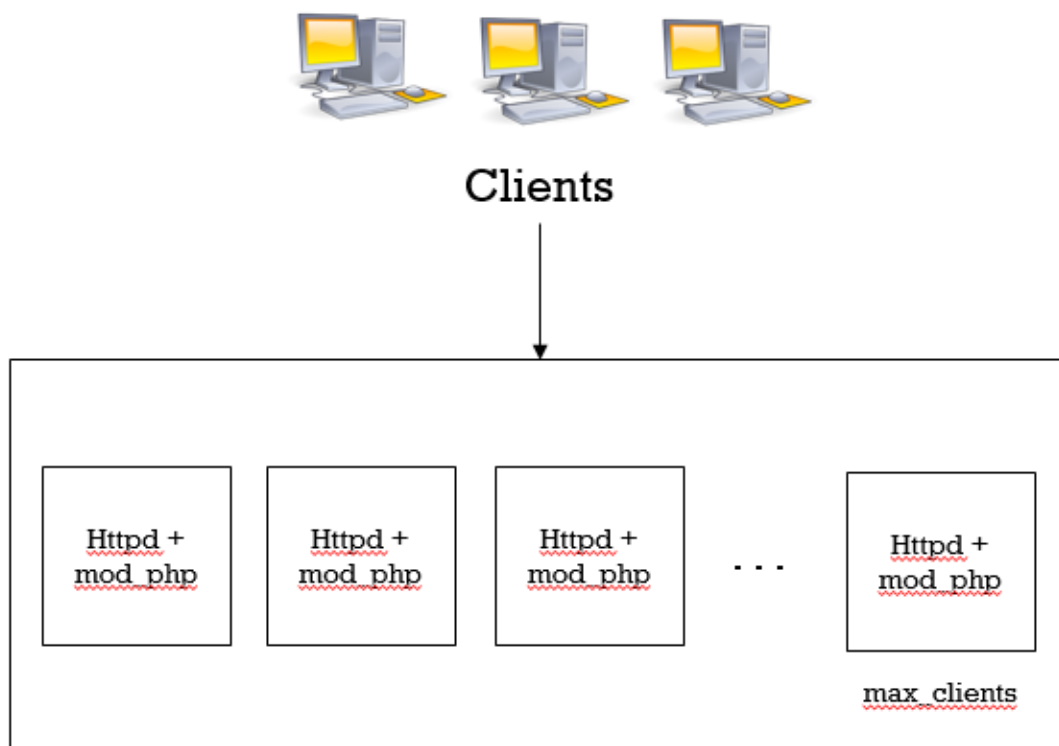 Clients
Httpd +
mod_php
Httpd +
mod_php
Httpd +
mod_php
. . .
Httpd +
mod_php
max_clients